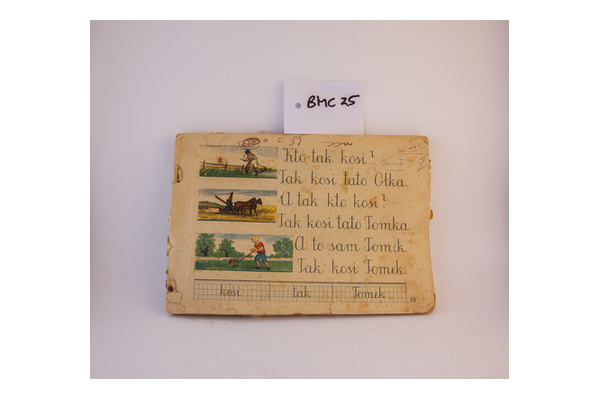 BMC 25
Kto tak kosi?
Tak kosi tato Olka.
A tak kto kosi?
Tak kosi tato Tomka
A to sam Tomik.
Tak kosi Tomek.
kosi tak Tomek